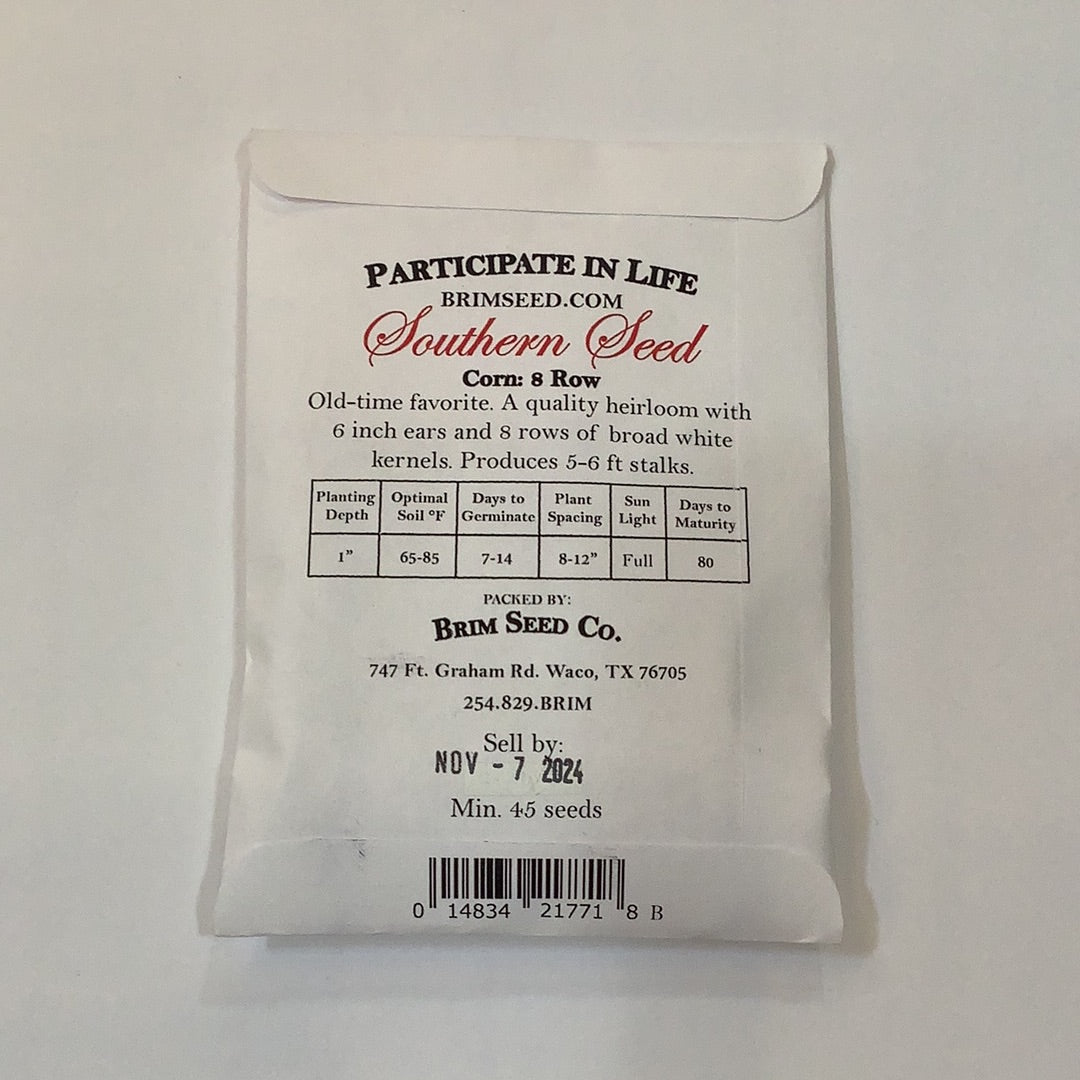 PARTICIPATE IN LIFE
BRIMSEED.COM
Southern Seed
Corn: 8 Row
Old-time favorite. A quality heirloom with
6 inch ears and 8 rows of broad white
kernels. Produces 5-6 ft stalks.
Planting Depth Optimal Soil °F Days to Germinate Plant Spacing Sun Light Days to Maturity
1” 65-85 7-14 8-12” Full 80
PACKED BY:
BRIM SEED CO.
747 Ft. Graham Rd. Waco, TX 76705
254.829.BRIM
Sell by:
NOV - 7 2024
Min. 45 seeds
0 14834 21771 8 B